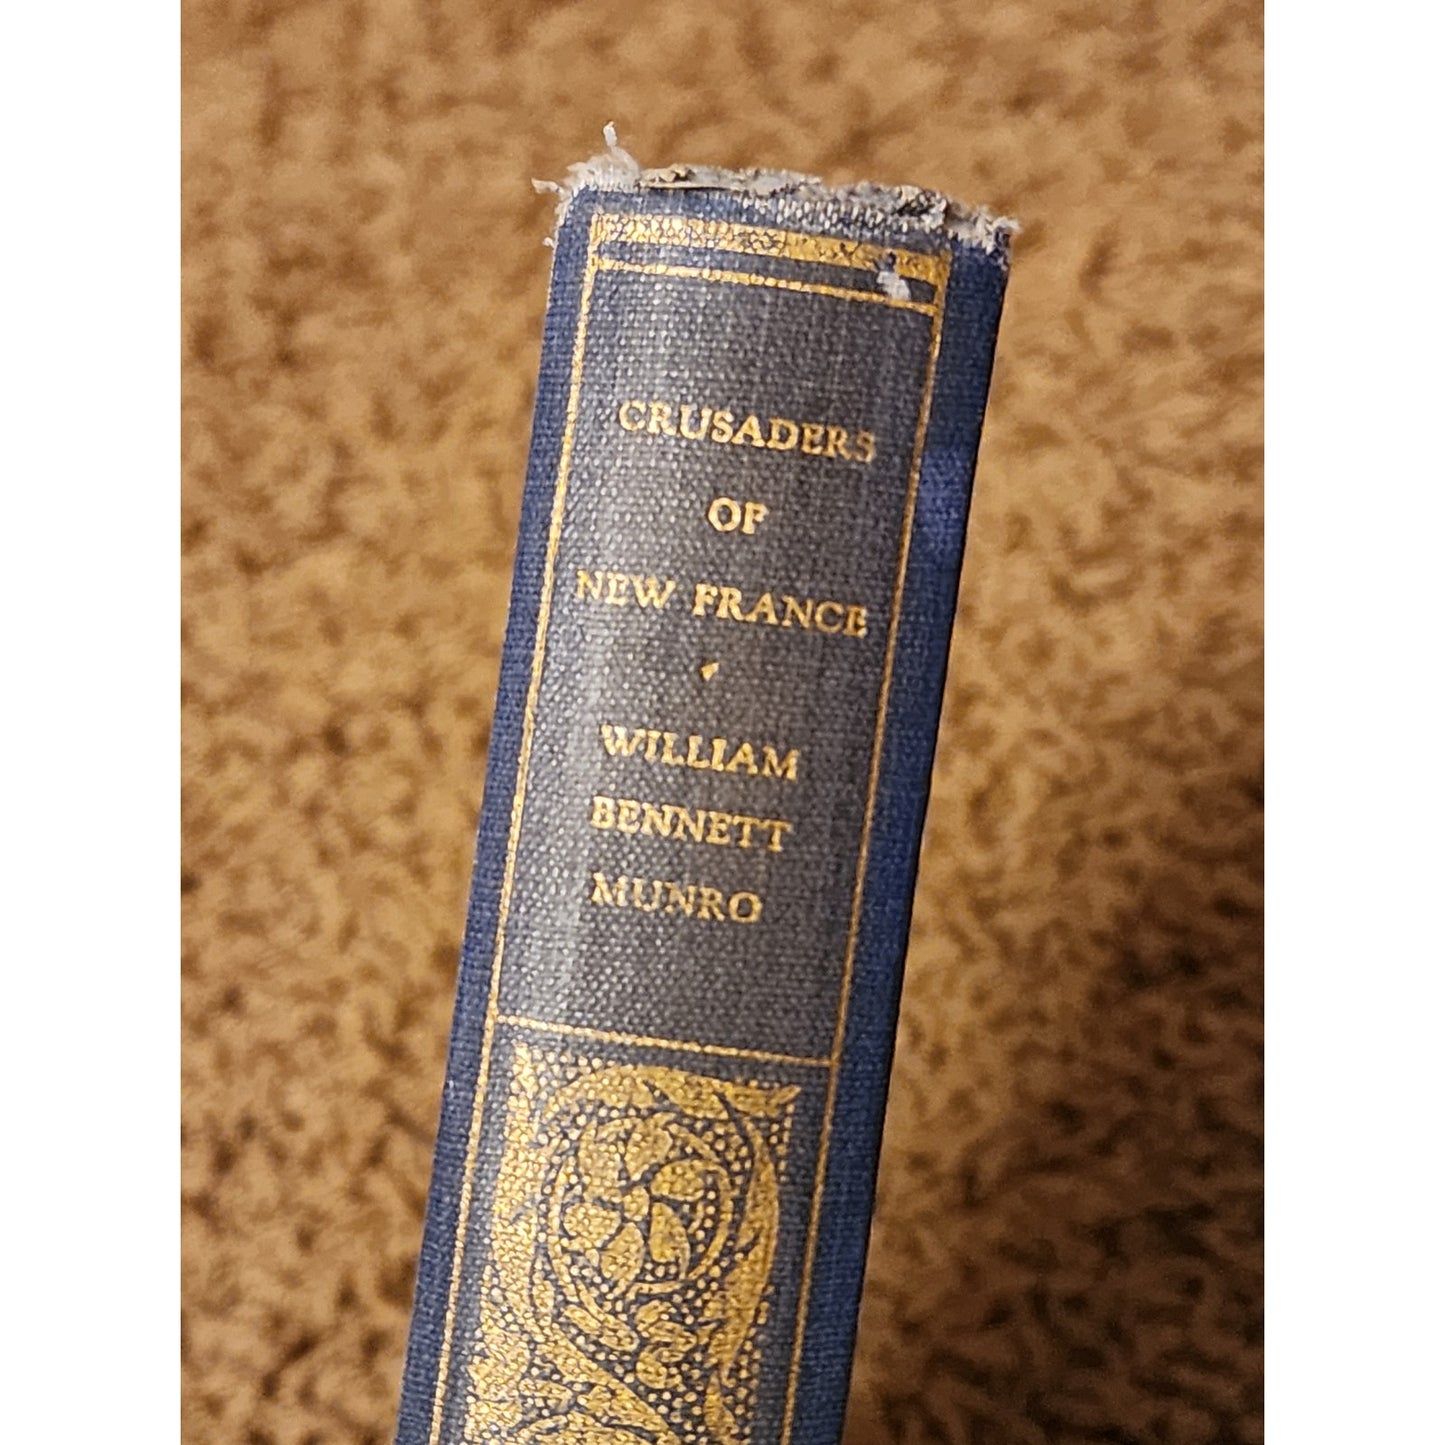 CRUSADERS
OF
NEW FRANCE
WILLIAM
BENNETT
MUNRO